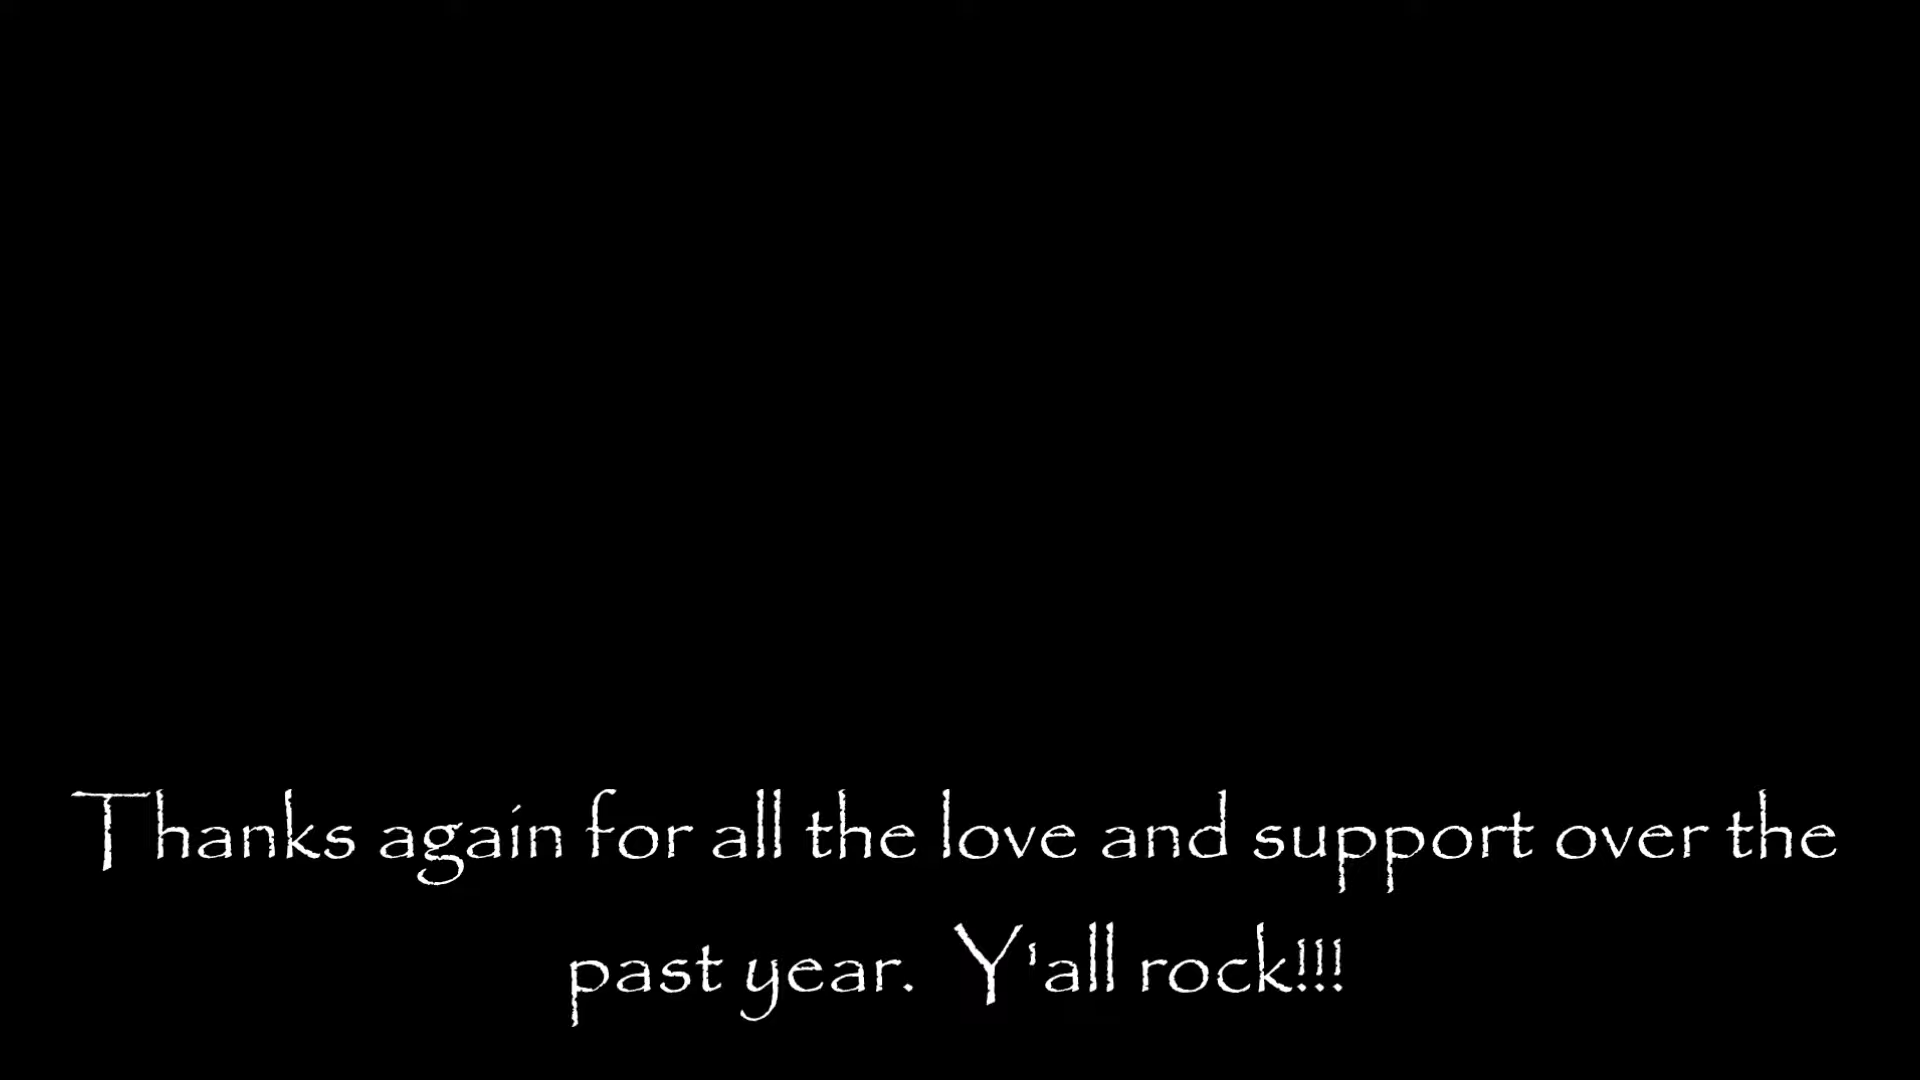 Thanks again for all the love and support over the
past year.  Y'all rock!!!